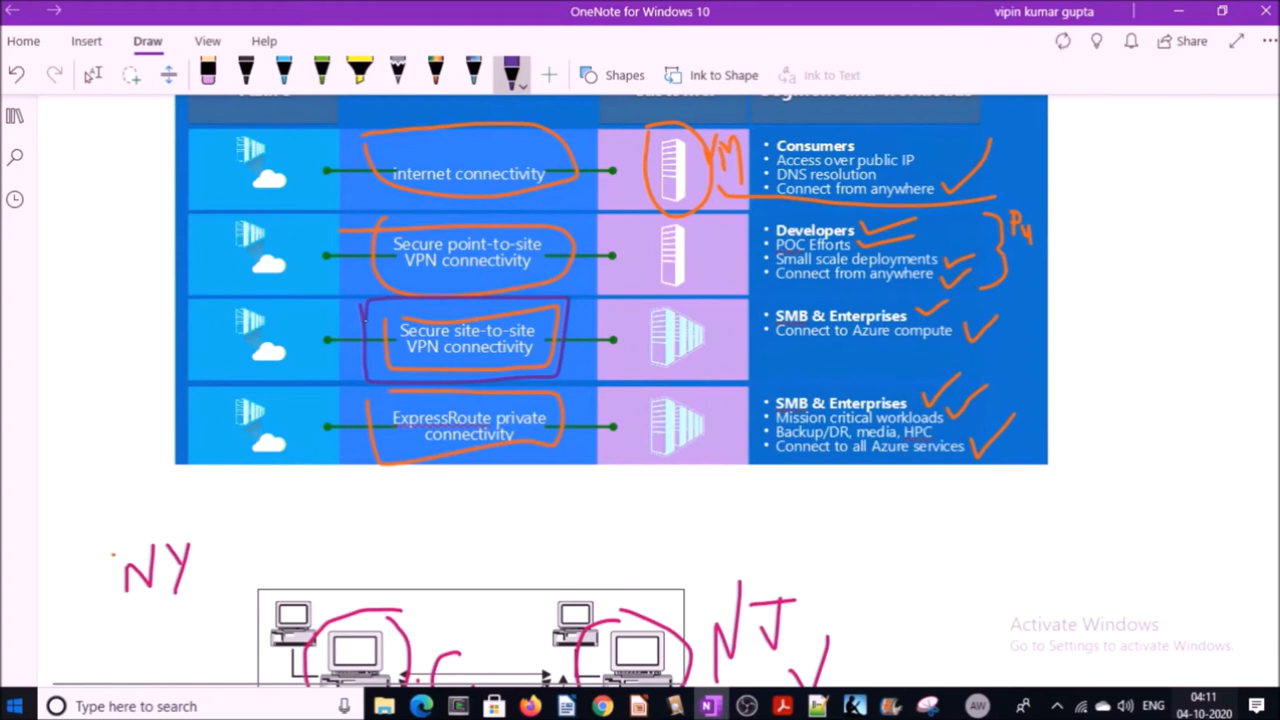 OneNote for Windows 10
vipin kumar gupta
Home
Insert
Draw
View
Help
Share
Shapes
Ink to Shape
Ink to Text
internet connectivity
VM
• Consumers
• Access over public IP
• DNS resolution
• Connect from anywhere
Secure point-to-site
VPN connectivity
• Developers
• POC Efforts
• Small scale deployments
• Connect from anywhere
Secure site-to-site
VPN connectivity
• SMB & Enterprises
• Connect to Azure compute
ExpressRoute private
connectivity
• SMB & Enterprises
• Mission critical workloads
• Backup/DR, media, HPC
• Connect to all Azure services
NY
NJ
Activate Windows
Go to Settings to activate Windows.
Type here to search
AW
ENG
04:11
04-10-2020